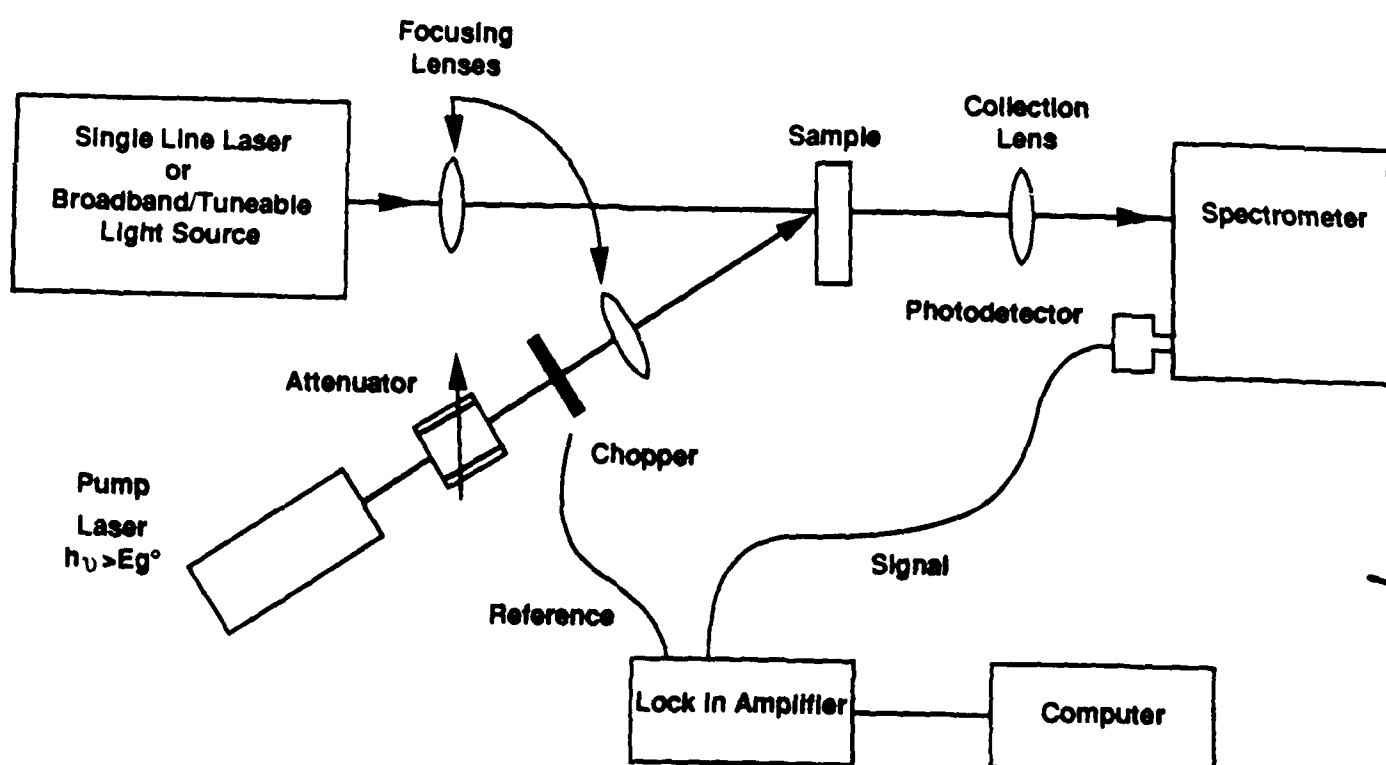 Focusing
Lenses
Single Line Laser
or
Broadband/Tuneable
Light Source
Sample
Collection
Lens
Spectrometer
Photodetector
Attenuator
Chopper
Pump
Laser
hυ>Eg°
Signal
Reference
Lock in Amplifier
Computer